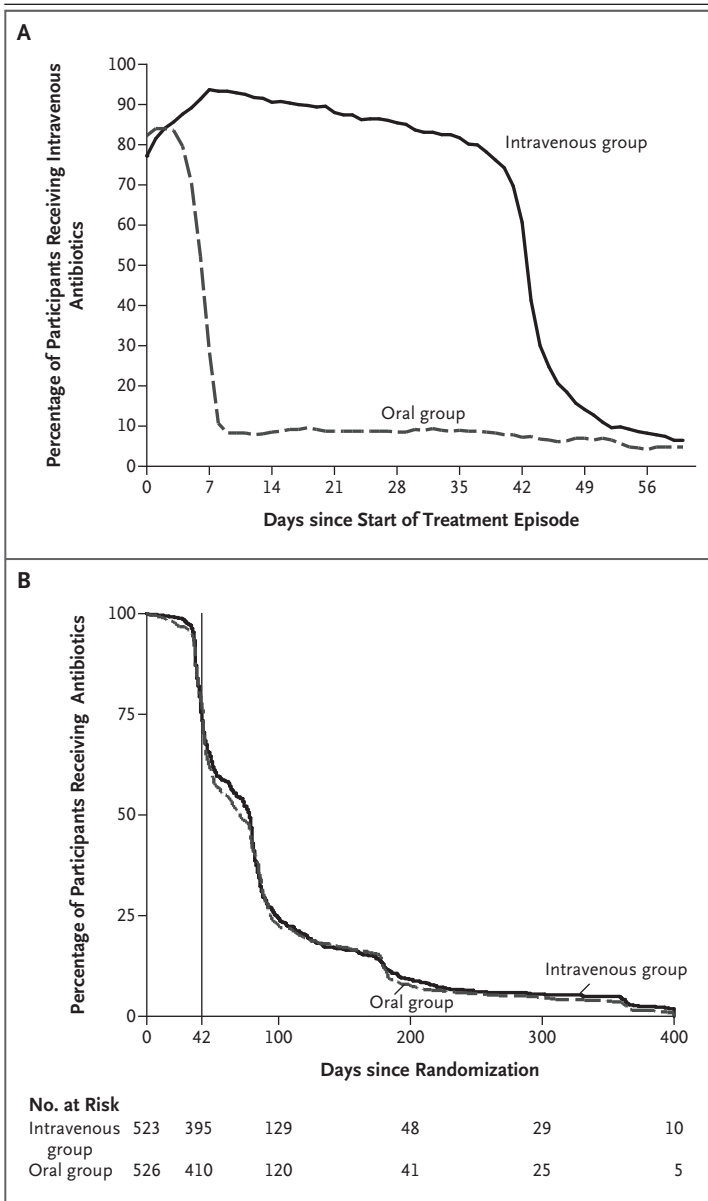 A
Percentage of Participants Receiving Intravenous
Antibiotics
100
90
80
70
60
50
40
30
20
10
0
Intravenous group
Oral group
0 7 14 21 28 35 42 49 56
Days since Start of Treatment Episode
B
Percentage of Participants Receiving Antibiotics
100
75
50
25
0
Intravenous group
Oral group
0 42 100 200 300 400
Days since Randomization
No. at Risk
Intravenous 523 395 129 48 29 10
group
Oral group 526 410 120 41 25 5